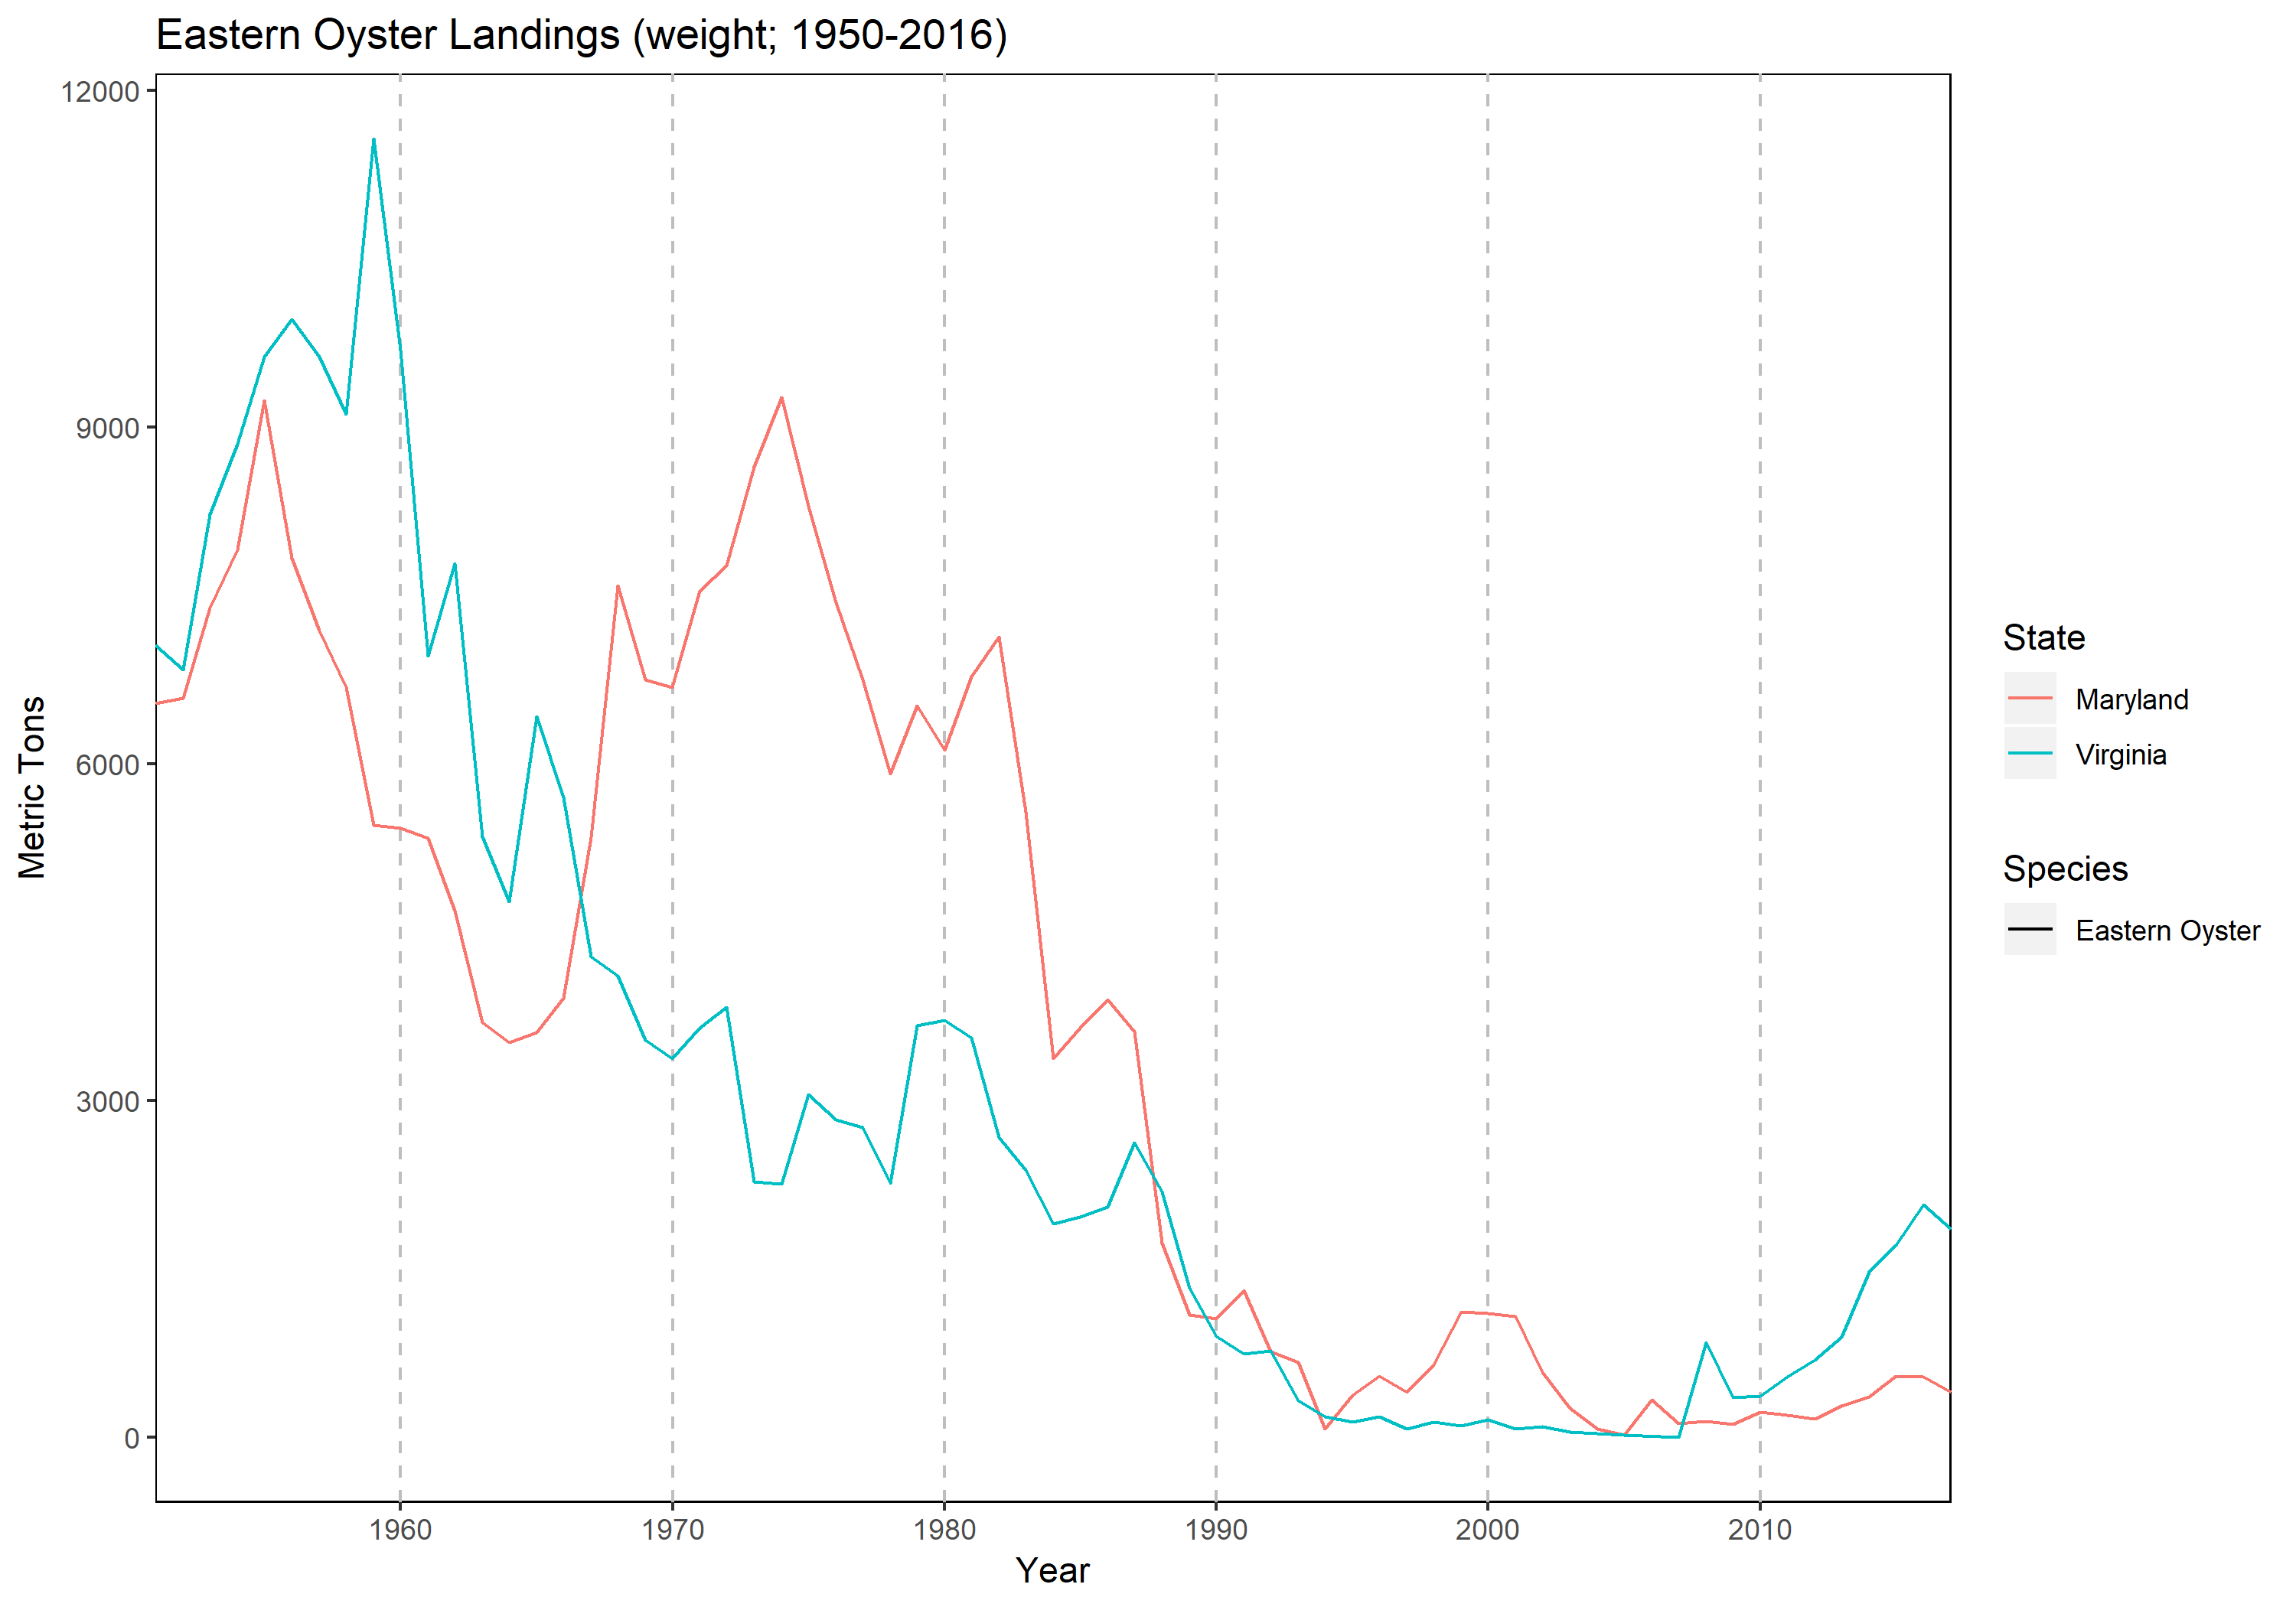 Eastern Oyster Landings (weight; 1950-2016)
12000
9000
6000
3000
0
Metric Tons
1960 1970 1980 1990 2000 2010
Year
State
Maryland
Virginia
Species
Eastern Oyster